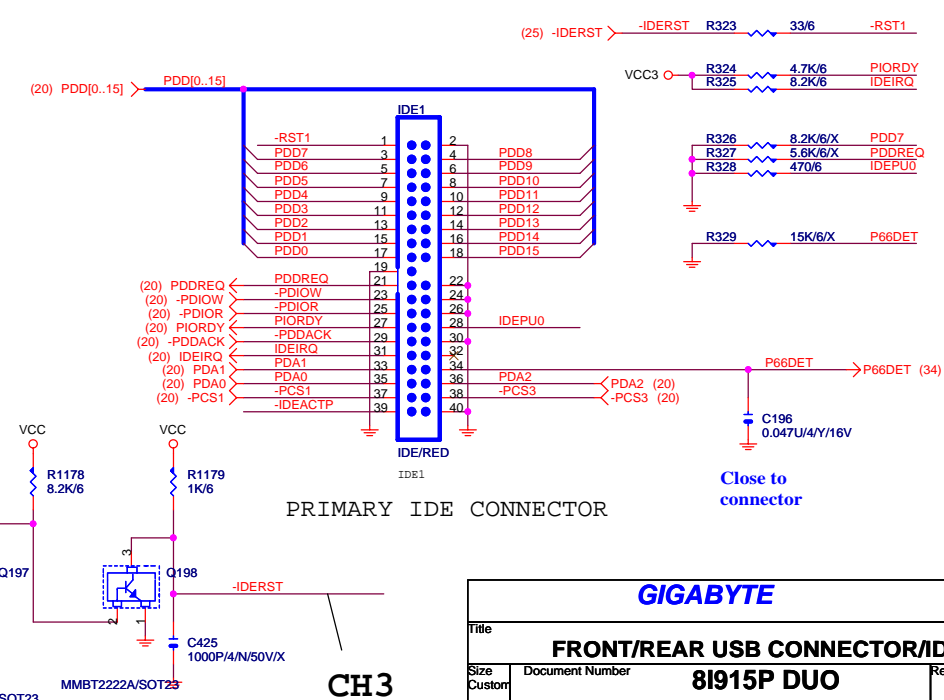 (25) -IDERST -IDERST R323 33/6 -RST1
VCC3 R324 4.7K/6 PIORDY
R325 8.2K/6 IDEIRQ
(20) PDD[0..15] PDD[0..15]
IDE1
-RST1 1 2
PDD7 3 4 PDD8
PDD6 5 6 PDD9
PDD5 7 8 PDD10
PDD4 9 10 PDD11
PDD3 11 12 PDD12
PDD2 13 14 PDD13
PDD1 15 16 PDD14
PDD0 17 18 PDD15
19
(20) PDDREQ PDDREQ 21 22
(20) -PDIOW -PDIOW 23 24
(20) -PDIOR -PDIOR 25 26
(20) PIORDY PIORDY 27 28 IDEPU0
(20) -PDDACK -PDDACK 29 30
(20) IDEIRQ IDEIRQ 31 32
(20) PDA1 PDA1 33 34
(20) PDA0 PDA0 35 36 PDA2 PDA2 (20)
(20) -PCS1 -PCS1 37 38 -PCS3 -PCS3 (20)
-IDEACTP 39 40
IDE/RED
IDE1
PRIMARY IDE CONNECTOR
R326 8.2K/6/X PDD7
R327 5.6K/6/X PDDREQ
R328 470/6 IDEPU0
R329 15K/6/X P66DET
P66DET P66DET (34)
C196
0.047U/4/Y/16V
Close to
connector
VCC
R1178
8.2K/6
VCC
R1179
1K/6
Q197
3
Q198
2
1
-IDERST
C425
1000P/4/N/50V/X
MMBT2222A/SOT23
SOT23
CH3
GIGABYTE
Title
FRONT/REAR USB CONNECTOR/ID
Size
Custom
Document Number
8I915P DUO
Re